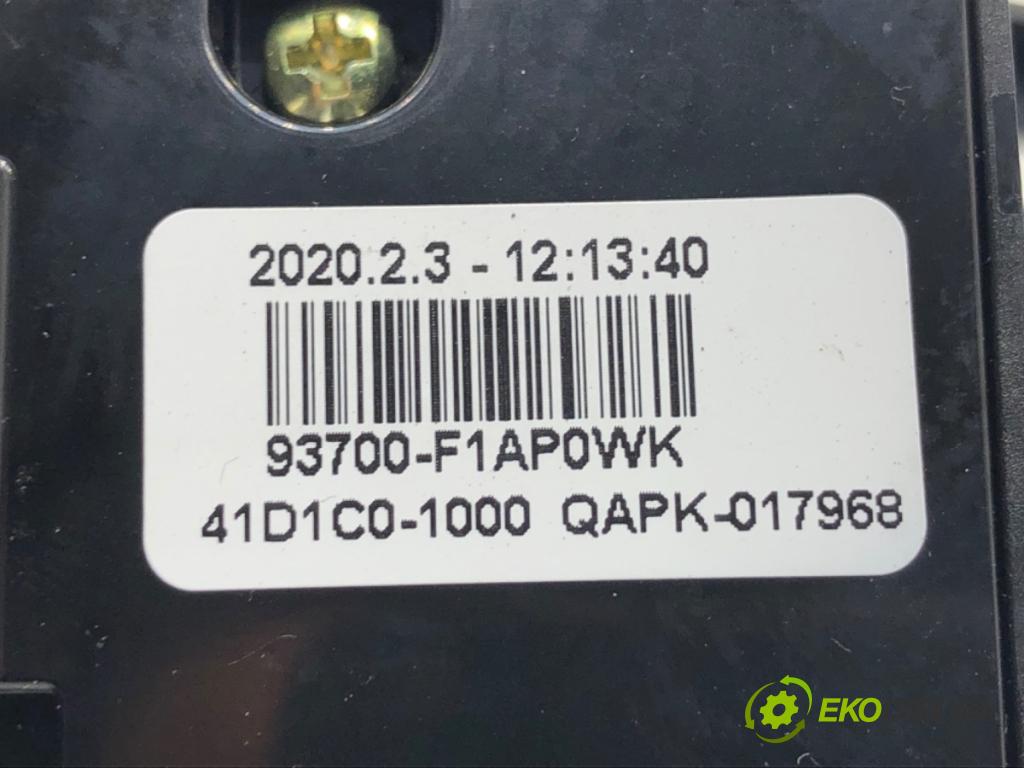 2020.2.3 - 12:13:40
93700-F1AP0WK
41D1C0-1000 QAPK-017968
EKO